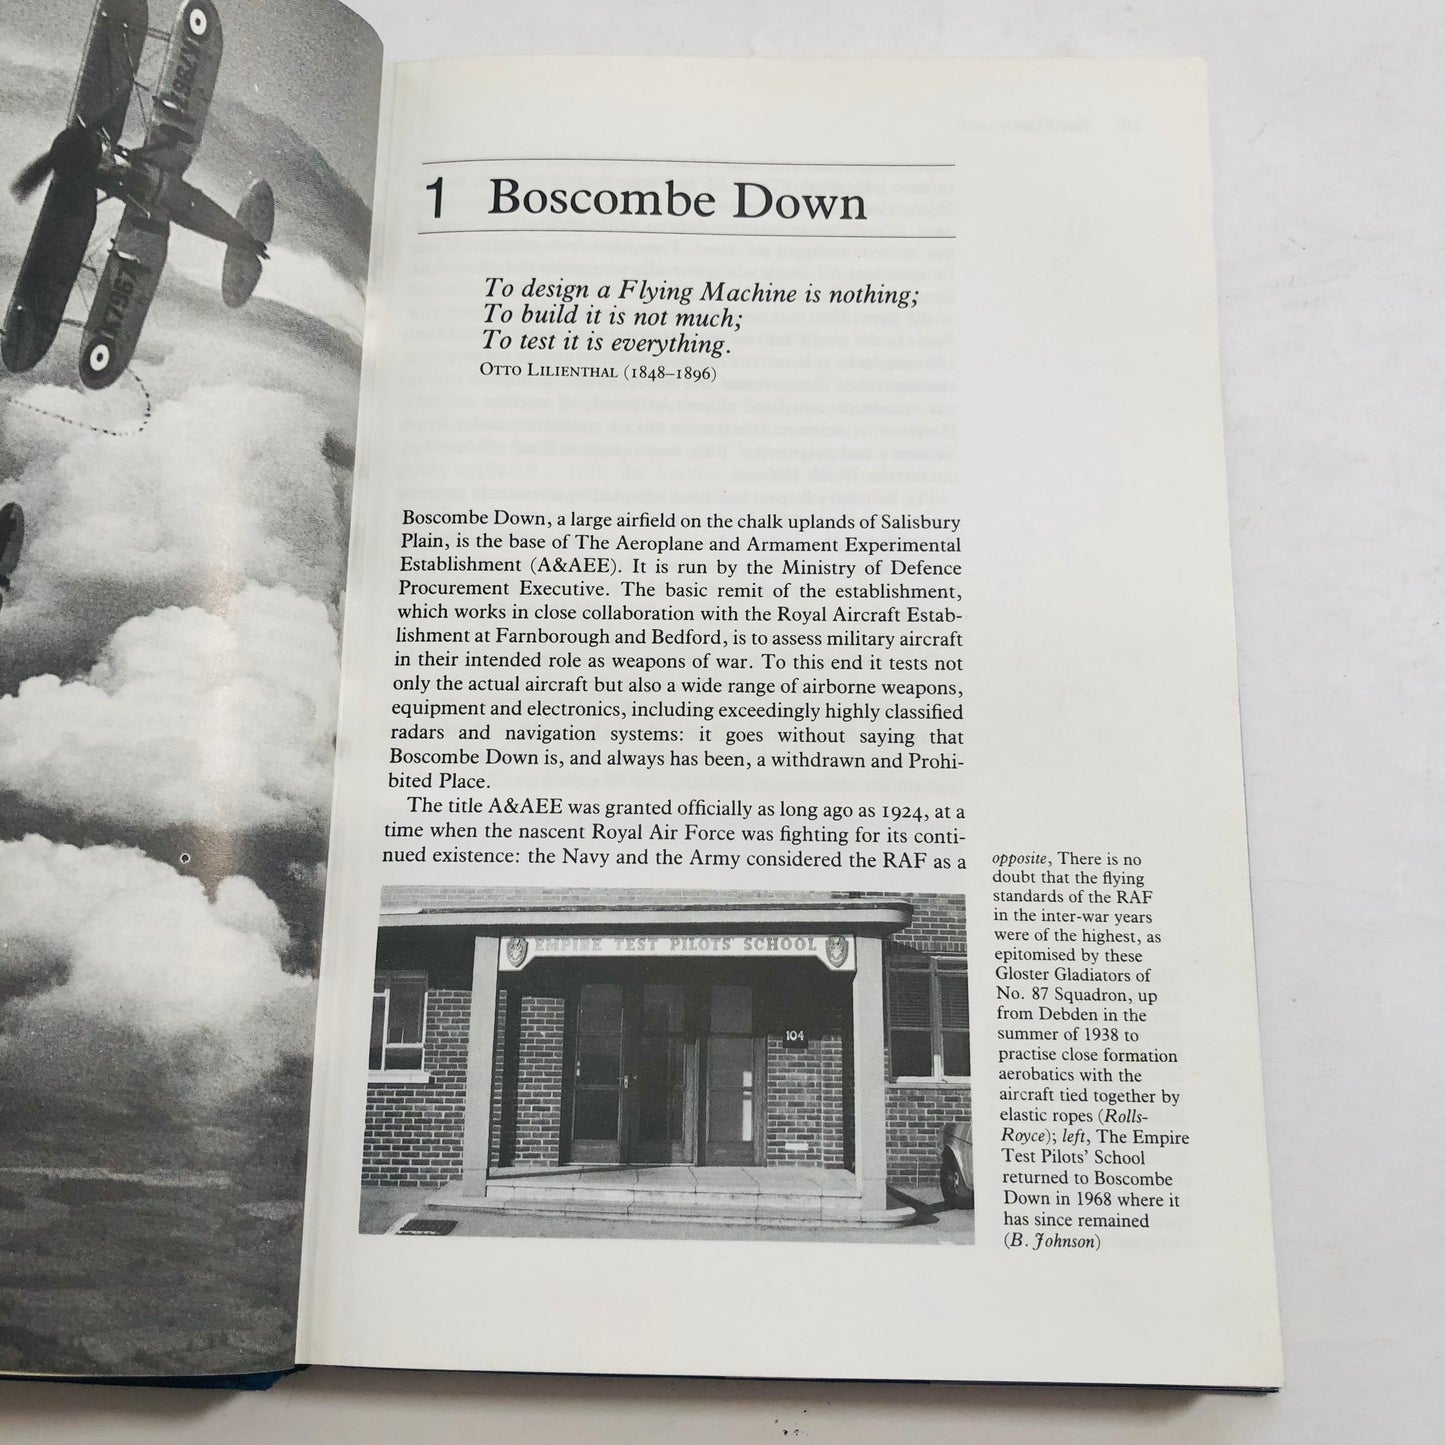 K7967
K7967
1 Boscombe Down
To design a Flying Machine is nothing;
To build it is not much;
To test it is everything.
OTTO LILIENTHAL (1848–1896)
Boscombe Down, a large airfield on the chalk uplands of Salisbury
Plain, is the base of The Aeroplane and Armament Experimental
Establishment (A&AEE). It is run by the Ministry of Defence
Procurement Executive. The basic remit of the establishment,
which works in close collaboration with the Royal Aircraft Estab-
lishment at Farnborough and Bedford, is to assess military aircraft
in their intended role as weapons of war. To this end it tests not
only the actual aircraft but also a wide range of airborne weapons,
equipment and electronics, including exceedingly highly classified
radars and navigation systems: it goes without saying that
Boscombe Down is, and always has been, a withdrawn and Prohi-
bited Place.
The title A&AEE was granted officially as long ago as 1924, at a
time when the nascent Royal Air Force was fighting for its conti-
nued existence: the Navy and the Army considered the RAF as a
EMPIRE TEST PILOTS' SCHOOL
104
opposite, There is no
doubt that the flying
standards of the RAF
in the inter-war years
were of the highest, as
epitomised by these
Gloster Gladiators of
No. 87 Squadron, up
from Debden in the
summer of 1938 to
practise close formation
aerobatics with the
aircraft tied together by
elastic ropes (Rolls-
Royce); left, The Empire
Test Pilots' School
returned to Boscombe
Down in 1968 where it
has since remained
(B. Johnson)